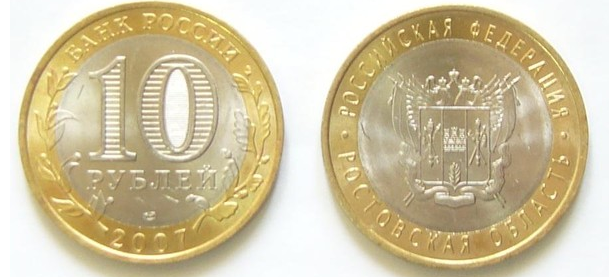 БАНК РОССИИ
10
РУБЛЕЙ
2007
РОССИЙСКАЯ ФЕДЕРАЦИЯ
• РОСТОВСКАЯ ОБЛАСТЬ •